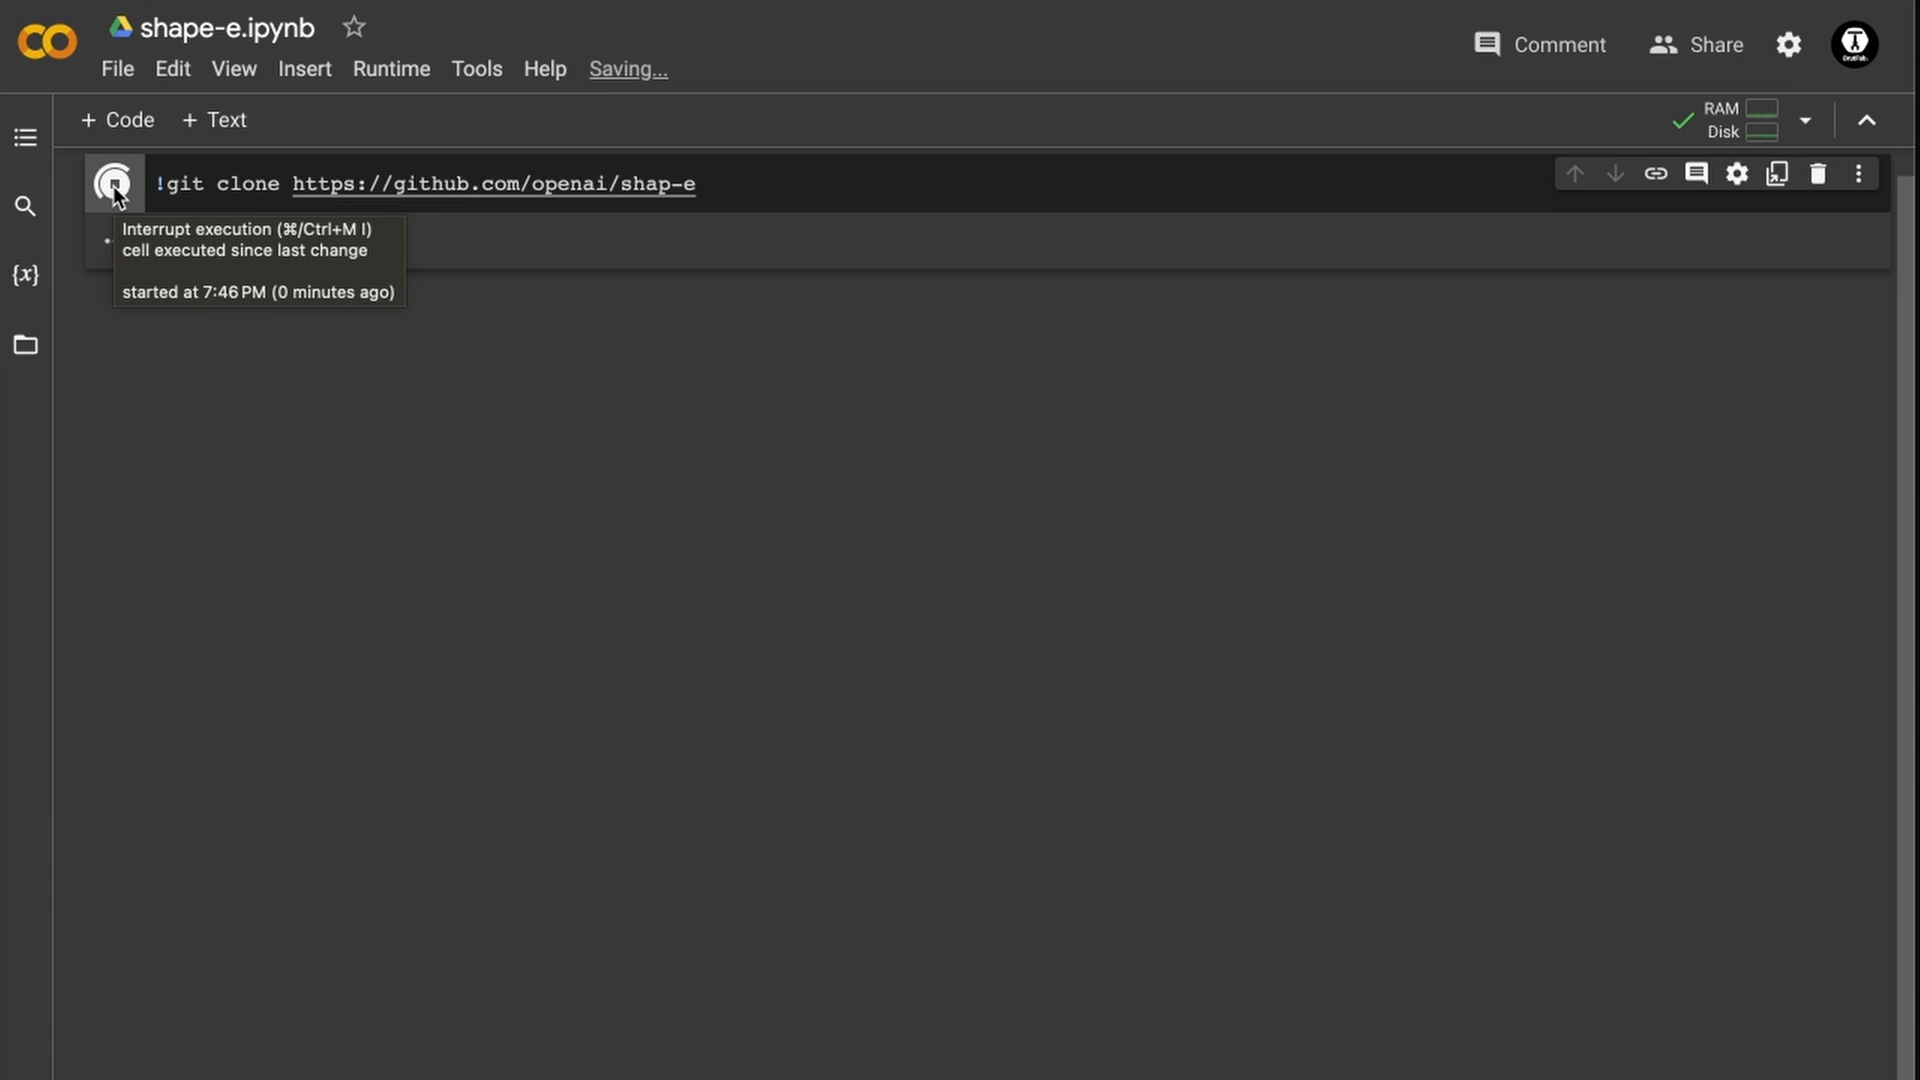 shape-e.ipynb
File Edit View Insert Runtime Tools Help Saving...
Comment Share
+ Code + Text
RAM
Disk
!git clone https://github.com/openai/shap-e
Interrupt execution (⌘/Ctrl+M I)
cell executed since last change
started at 7:46 PM (0 minutes ago)
{x}